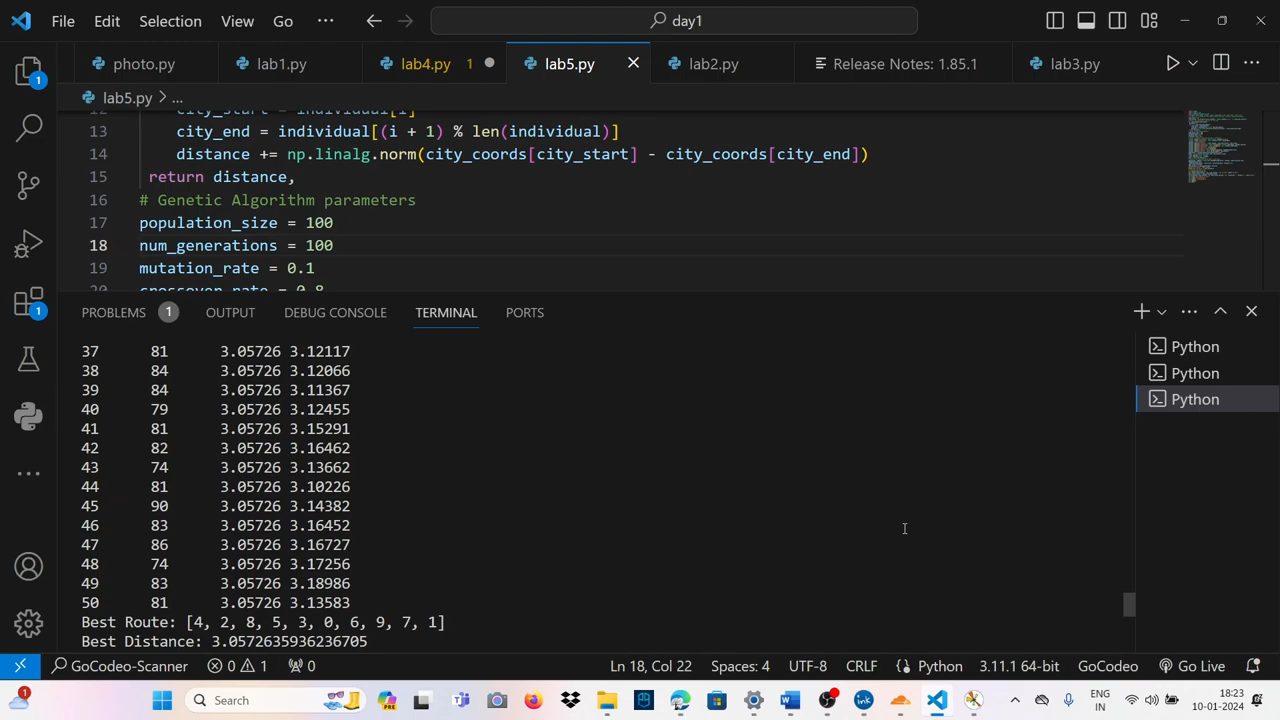 File Edit Selection View Go ··· day1
photo.py lab1.py lab4.py 1 lab5.py lab2.py Release Notes: 1.85.1 lab3.py
lab5.py > ...
13 city_end = individual[(i + 1) % len(individual)]
14 distance += np.linalg.norm(city_coords[city_start] - city_coords[city_end])
15 return distance,
16 # Genetic Algorithm parameters
17 population_size = 100
18 num_generations = 100
19 mutation_rate = 0.1
PROBLEMS 1 OUTPUT DEBUG CONSOLE TERMINAL PORTS
37 81 3.05726 3.12117
38 84 3.05726 3.12066
39 84 3.05726 3.11367
40 79 3.05726 3.12455
41 81 3.05726 3.15291
42 82 3.05726 3.16462
43 74 3.05726 3.13662
44 81 3.05726 3.10226
45 90 3.05726 3.14382
46 83 3.05726 3.16452
47 86 3.05726 3.16727
48 74 3.05726 3.17256
49 83 3.05726 3.18986
50 81 3.05726 3.13583
Best Route: [4, 2, 8, 5, 3, 0, 6, 9, 7, 1]
Best Distance: 3.0572635936236705
Python
Python
Python
1
1
GoCodeo-Scanner 0 1 0 Ln 18, Col 22 Spaces: 4 UTF-8 CRLF Python 3.11.1 64-bit GoCodeo Go Live
1 Search PRE ink ENG 18:23
IN 10-01-2024